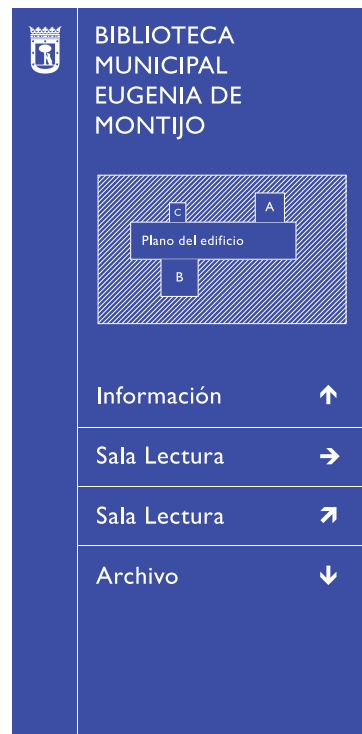 BIBLIOTECA
MUNICIPAL
EUGENIA DE
MONTIJO
C
A
Plano del edificio
B
Información
Sala Lectura
Sala Lectura
Archivo